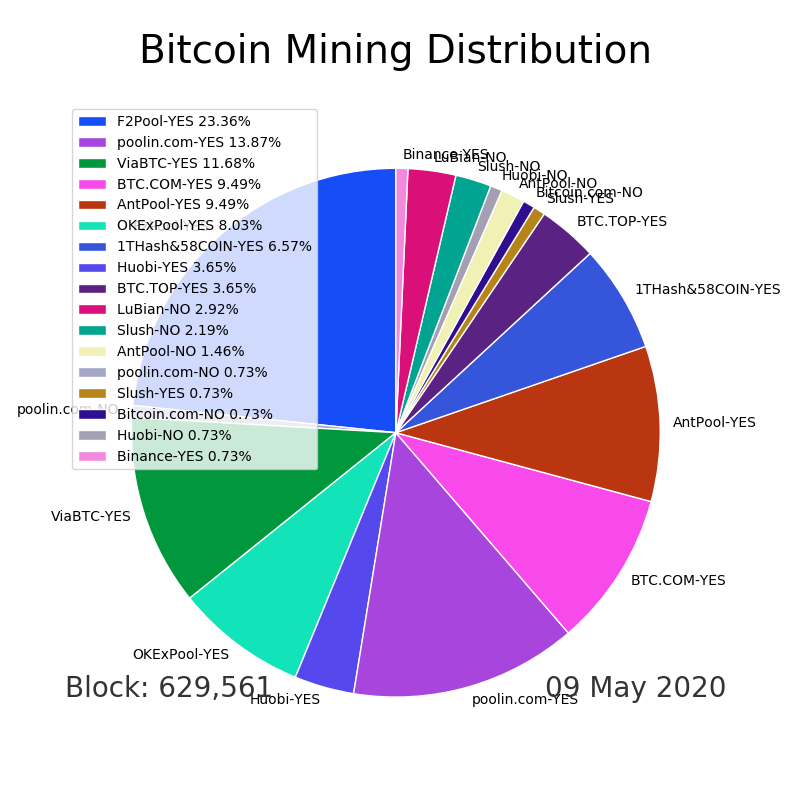 Bitcoin Mining Distribution
F2Pool-YES 23.36%
poolin.com-YES 13.87%
ViaBTC-YES 11.68%
BTC.COM-YES 9.49%
AntPool-YES 9.49%
OKExPool-YES 8.03%
1THash&58COIN-YES 6.57%
Huobi-YES 3.65%
BTC.TOP-YES 3.65%
LuBian-NO 2.92%
Slush-NO 2.19%
AntPool-NO 1.46%
poolin.com-NO 0.73%
Slush-YES 0.73%
Bitcoin.com-NO 0.73%
Huobi-NO 0.73%
Binance-YES 0.73%
Binance-YES
LuBian-NO
Slush-NO
Huobi-NO
AntPool-NO
Bitcoin.com-NO
Slush-YES
BTC.TOP-YES
1THash&58COIN-YES
AntPool-YES
BTC.COM-YES
poolin.com-YES
Huobi-YES
OKExPool-YES
ViaBTC-YES
poolin.com-NO
Block: 629,561
09 May 2020